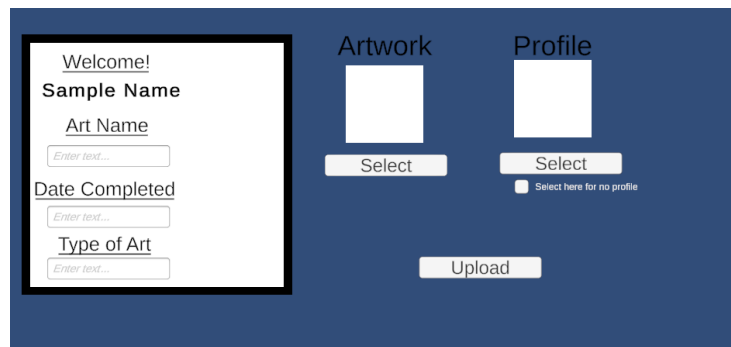 Welcome!
Sample Name
Art Name
Enter text...
Date Completed
Enter text...
Type of Art
Enter text...
Artwork
Select
Profile
Select
Select here for no profile
Upload